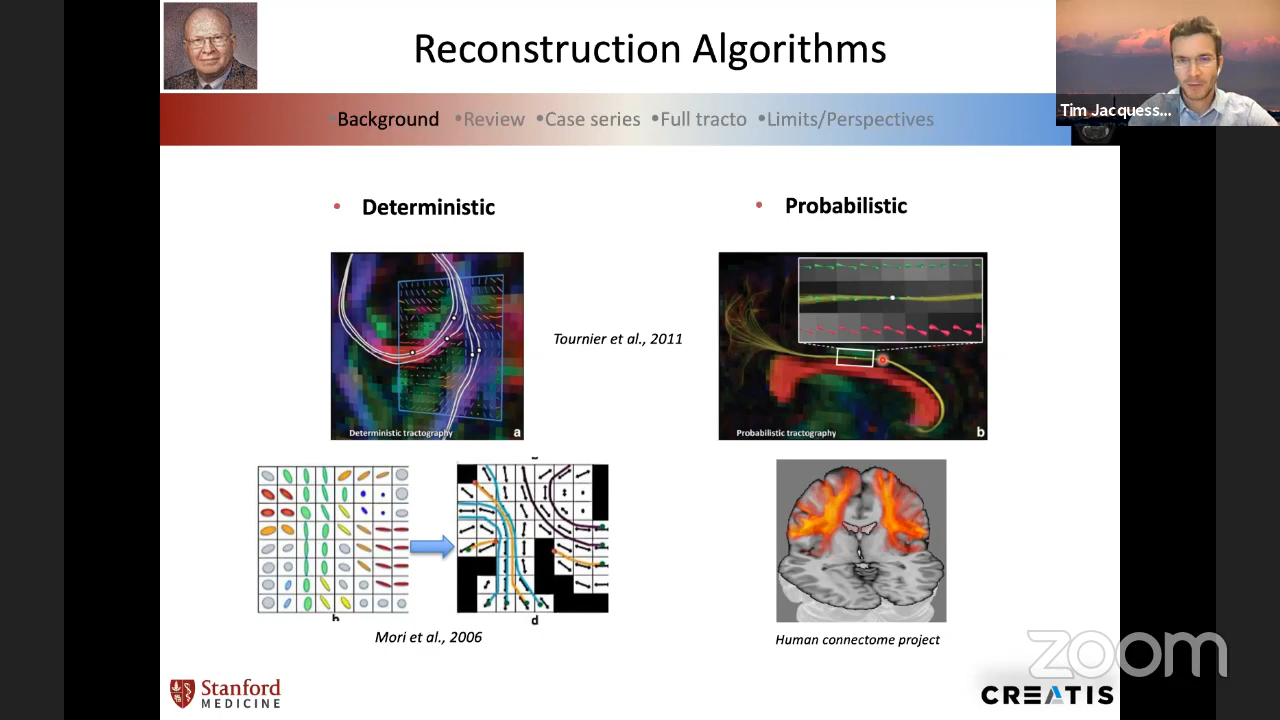 Reconstruction Algorithms
Tim Jacquess...
•Background •Review •Case series •Full tracto •Limits/Perspectives
• Deterministic
• Probabilistic
Deterministic tractography a
Tournier et al., 2011
Probabilistic tractography b
d
Mori et al., 2006
Human connectome project
zoom
Stanford
MEDICINE
CREATIS